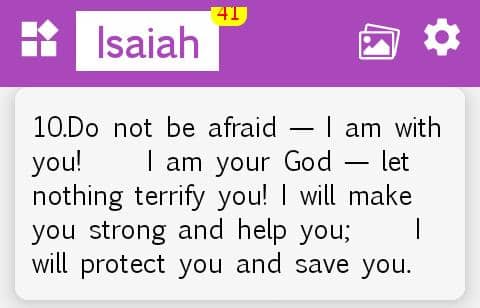 Isaiah
41
10.Do not be afraid — I am with
you! I am your God — let
nothing terrify you! I will make
you strong and help you; I
will protect you and save you.